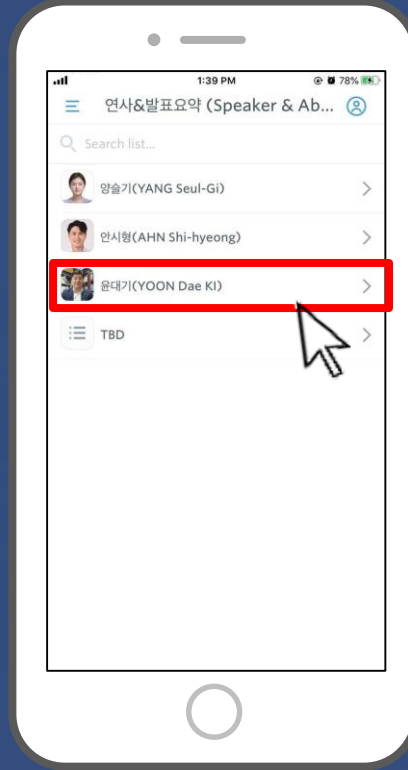 1:39 PM
78%
연사&발표요약 (Speaker & Ab...
Search list...
양슬기(YANG Seul-Gi)
안시형(AHN Shi-hyeong)
윤대기(YOON Dae KI)
TBD